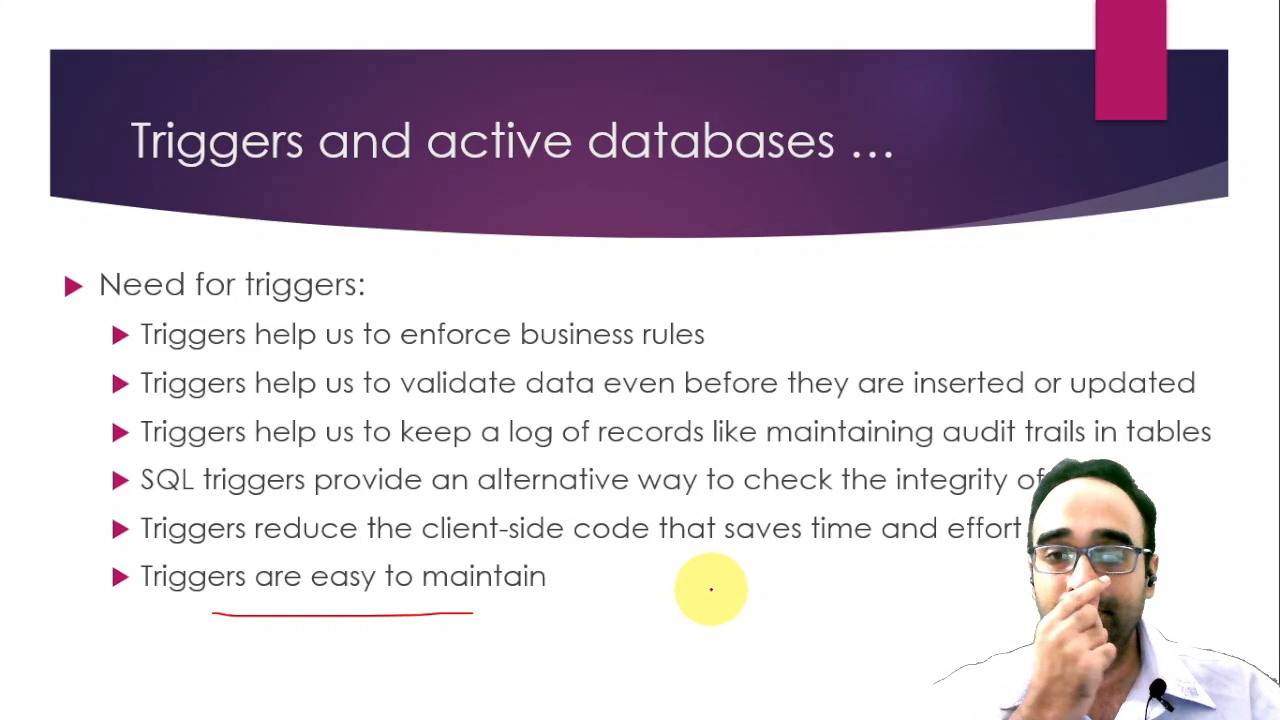 Triggers and active databases ...
Need for triggers:
Triggers help us to enforce business rules
Triggers help us to validate data even before they are inserted or updated
Triggers help us to keep a log of records like maintaining audit trails in tables
SQL triggers provide an alternative way to check the integrity of
Triggers reduce the client-side code that saves time and effort
Triggers are easy to maintain